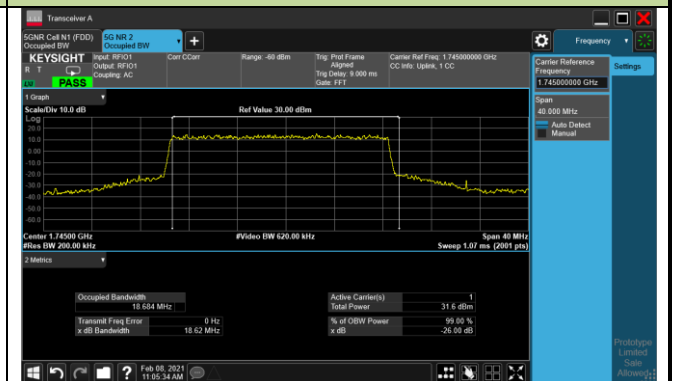 Transceiver A
5GNR Cell N1 (FDD)
Occupied BW
5G NR 2
Occupied BW
Frequency
KEYSIGHT
R T
PASS
Input: RFIO1
Output: RFIO1
Coupling: AC
Corr CCorr
Range: -60 dBm
Trig: Prot Frame
Aligned
Trig Delay: 9.000 ms
Gate: FFT
Carrier Ref Freq: 1.745000000 GHz
CC Info: Uplink, 1 CC
Carrier Reference
Frequency
1.745000000 GHz
Settings
Span
40.000 MHz
Auto Detect
Manual
1 Graph
Scale/Div 10.0 dB
Ref Value 30.00 dBm
Log
20.0
10.0
0.00
-10.0
-20.0
-30.0
-40.0
-50.0
-60.0
Center 1.74500 GHz
#Video BW 620.00 kHz
Span 40 MHz
#Res BW 200.00 kHz
Sweep 1.07 ms (2001 pts)
2 Metrics
Occupied Bandwidth
18.684 MHz
Active Carrier(s) 1
Total Power 31.6 dBm
Transmit Freq Error 0 Hz
x dB Bandwidth 18.62 MHz
% of OBW Power 99.00 %
x dB -26.00 dB
Prototype
Limited
Sale
Allowed
Feb 08, 2021
11:05:34 AM